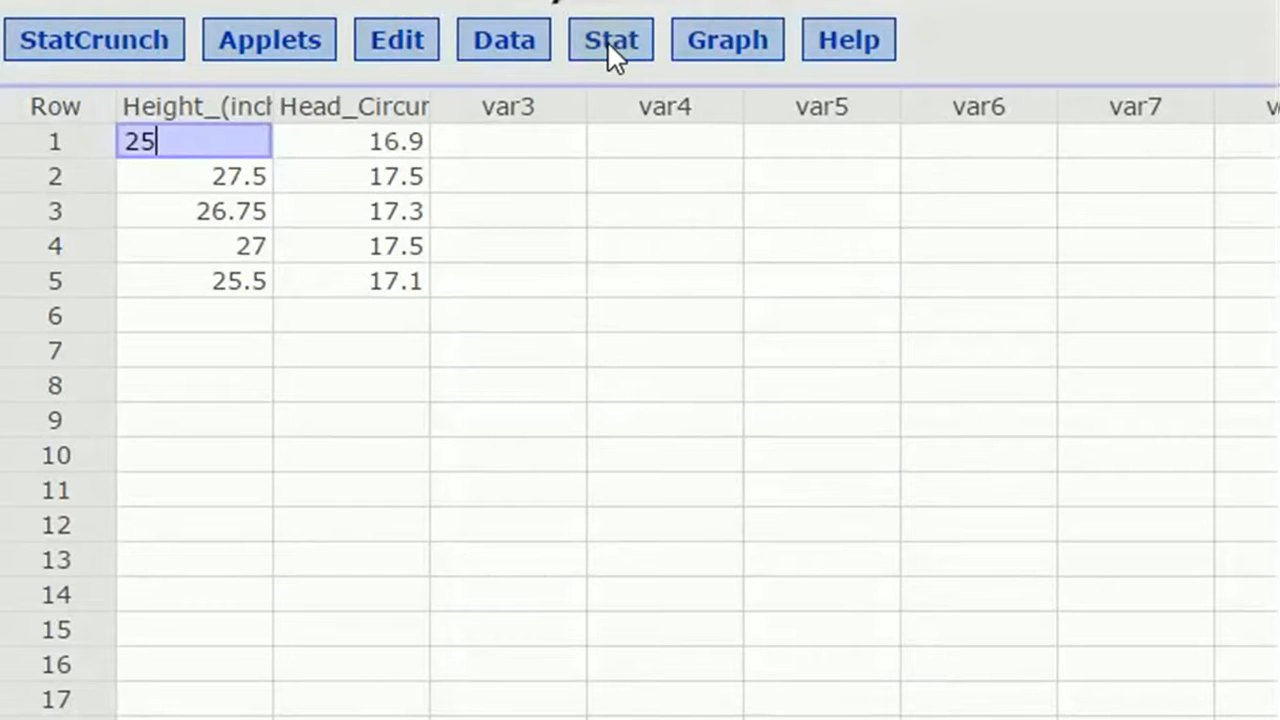 StatCrunch Applets Edit Data Stat Graph Help
Row Height_(inch Head_Circur var3 var4 var5 var6 var7
1 25 16.9
2 27.5 17.5
3 26.75 17.3
4 27 17.5
5 25.5 17.1
6
7
8
9
10
11
12
13
14
15
16
17